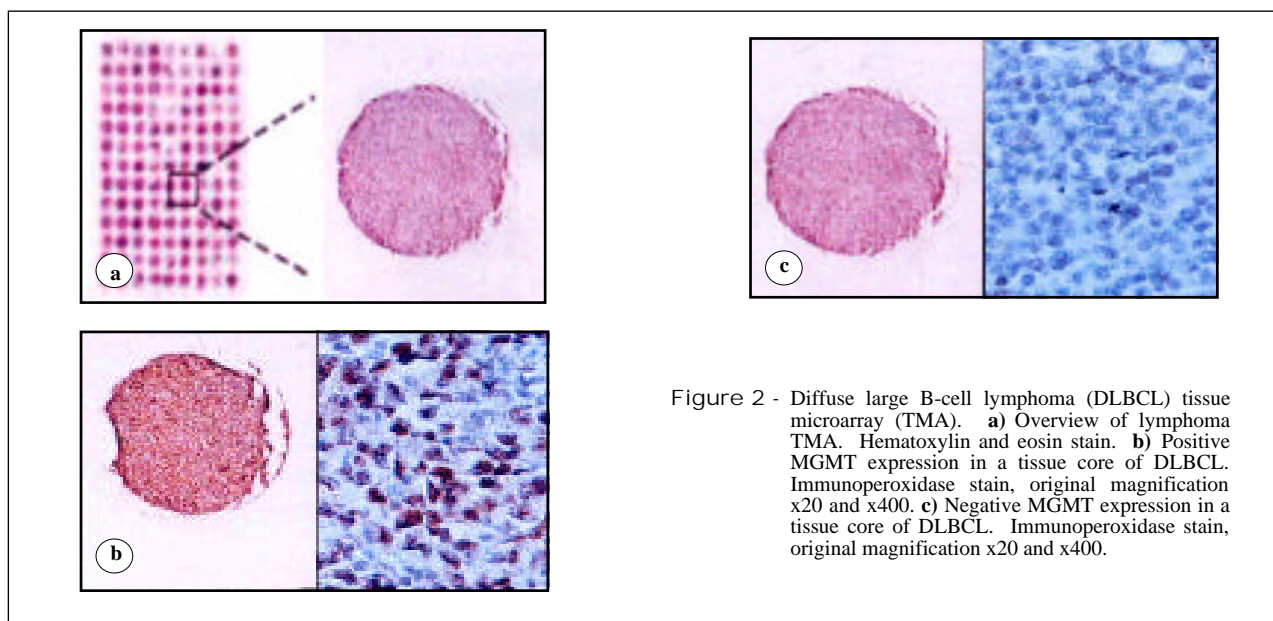 a
c
b
Figure 2 - Diffuse large B-cell lymphoma (DLBCL) tissue
microarray (TMA). a) Overview of lymphoma
TMA. Hematoxylin and eosin stain. b) Positive
MGMT expression in a tissue core of DLBCL.
Immunoperoxidase stain, original magnification
x20 and x400. c) Negative MGMT expression in a
tissue core of DLBCL. Immunoperoxidase stain,
original magnification x20 and x400.